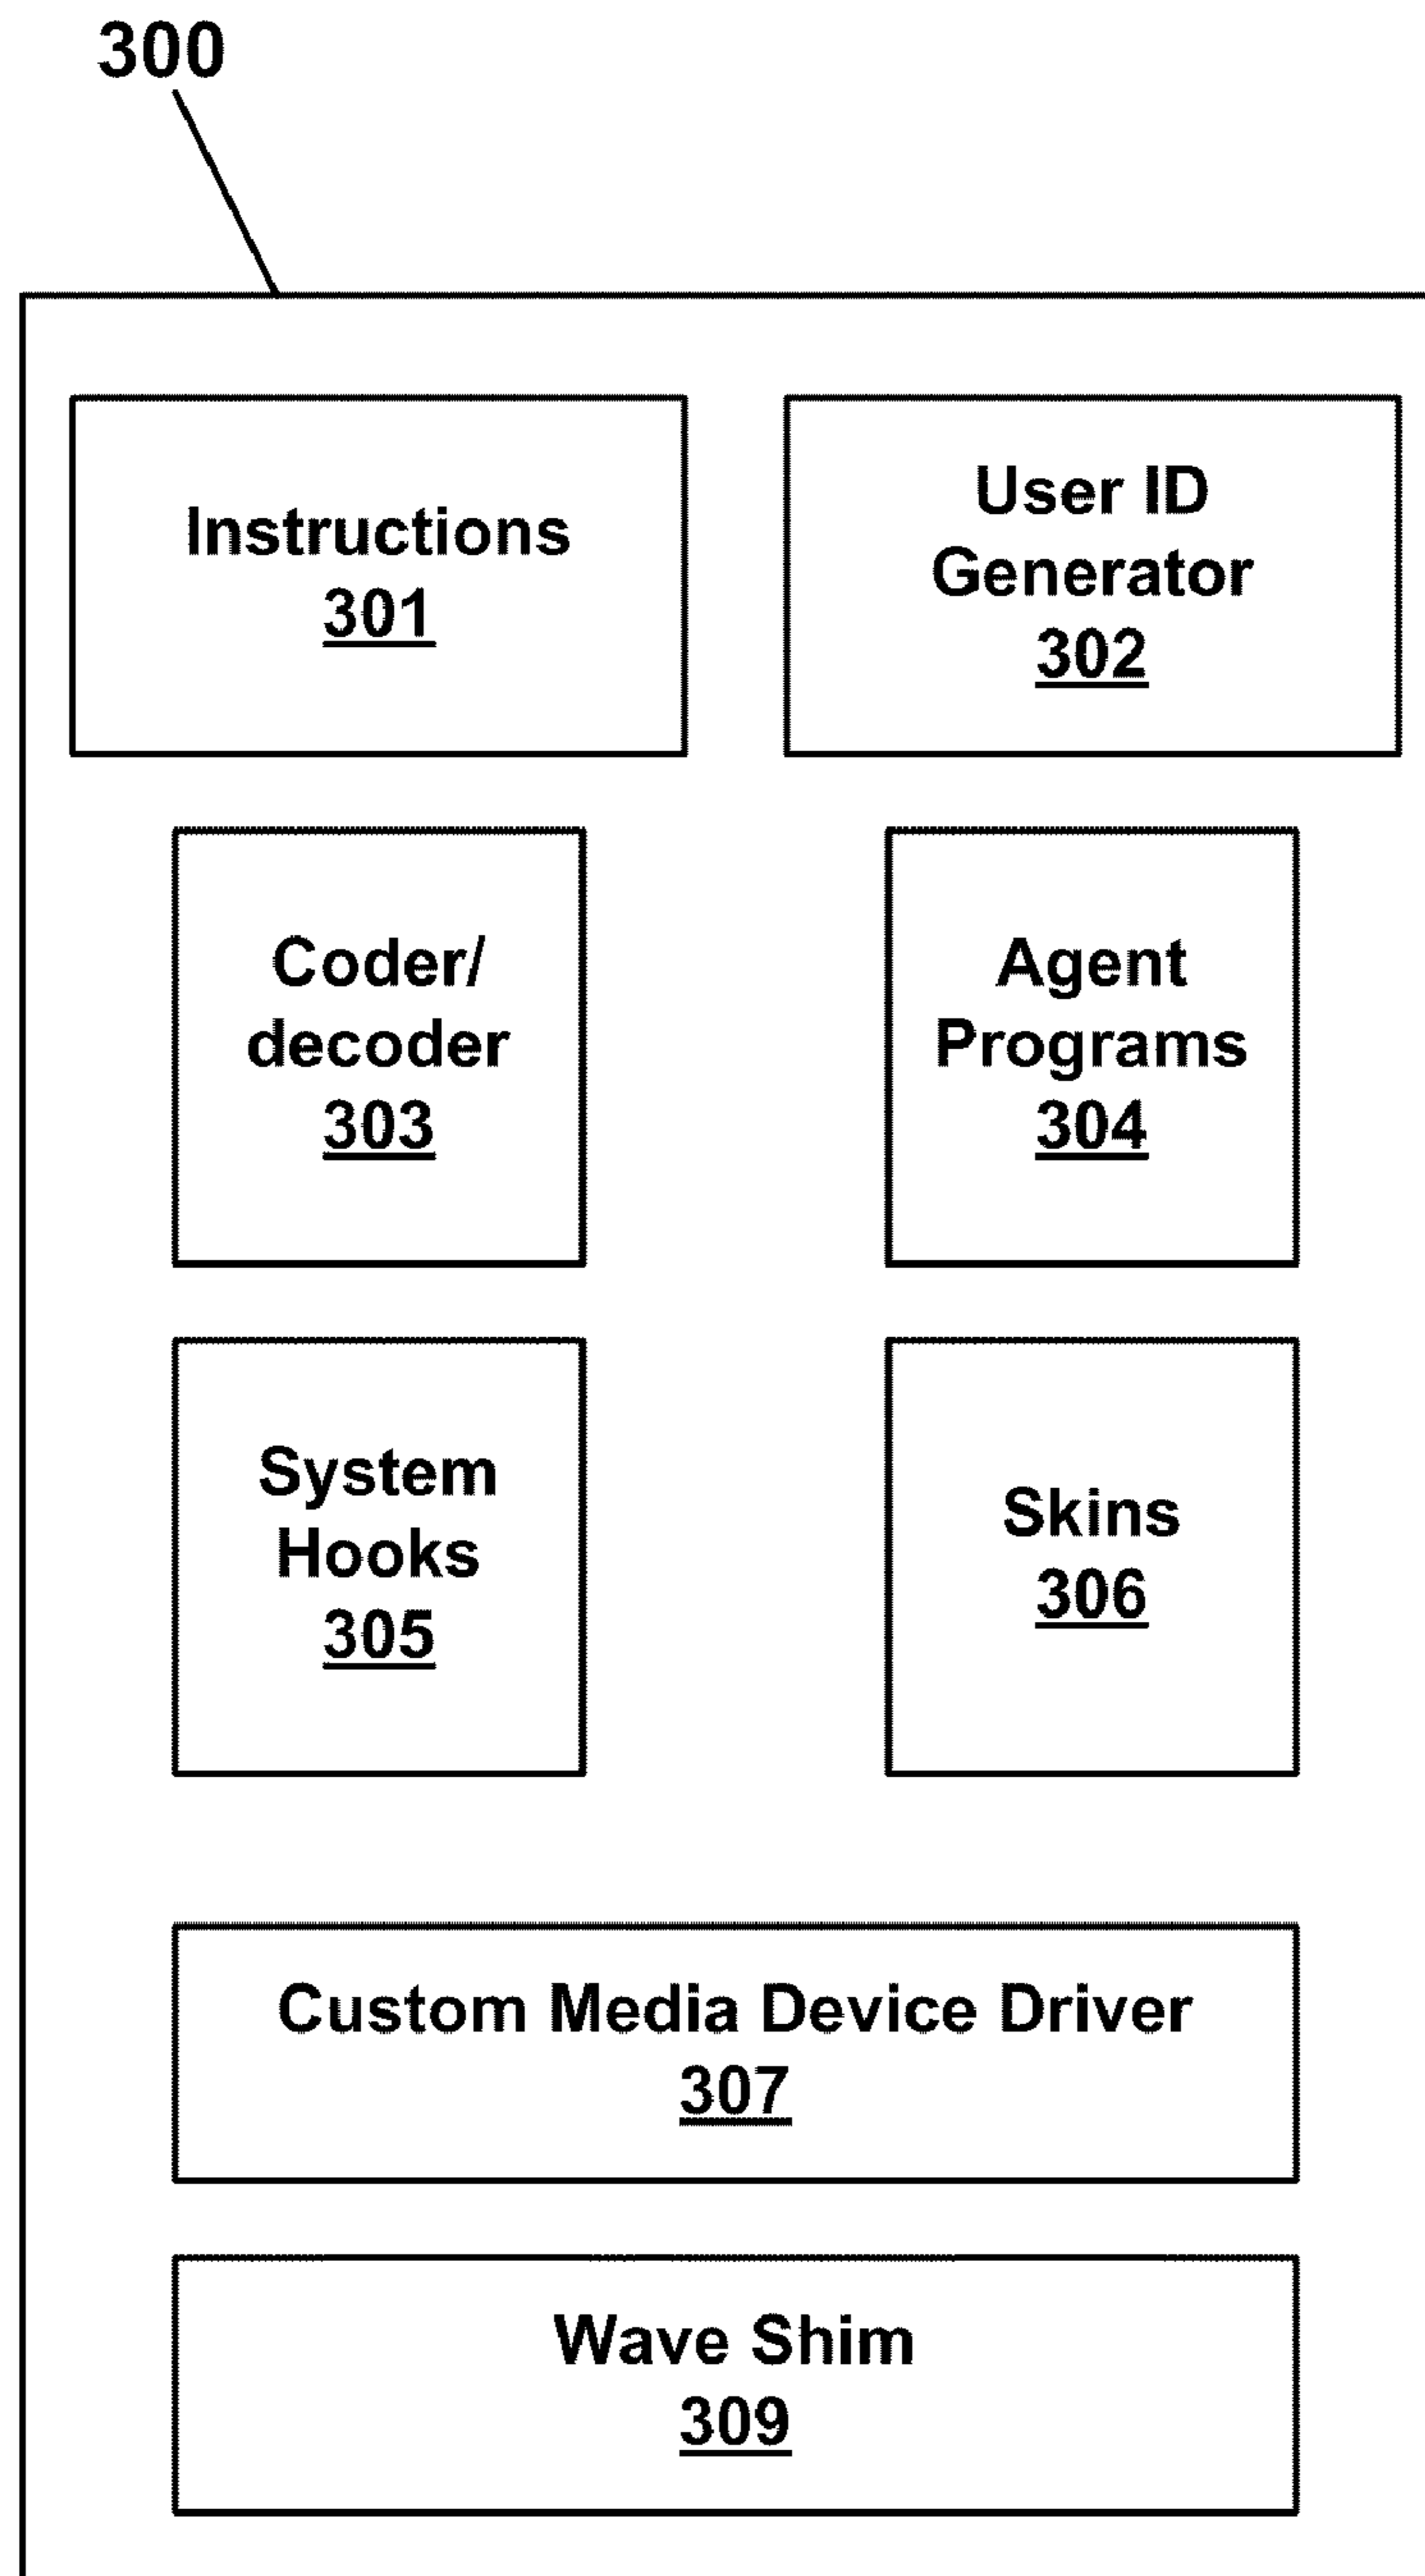 300
Instructions
301
User ID
Generator
302
Coder/
decoder
303
Agent
Programs
304
System
Hooks
305
Skins
306
Custom Media Device Driver
307
Wave Shim
309